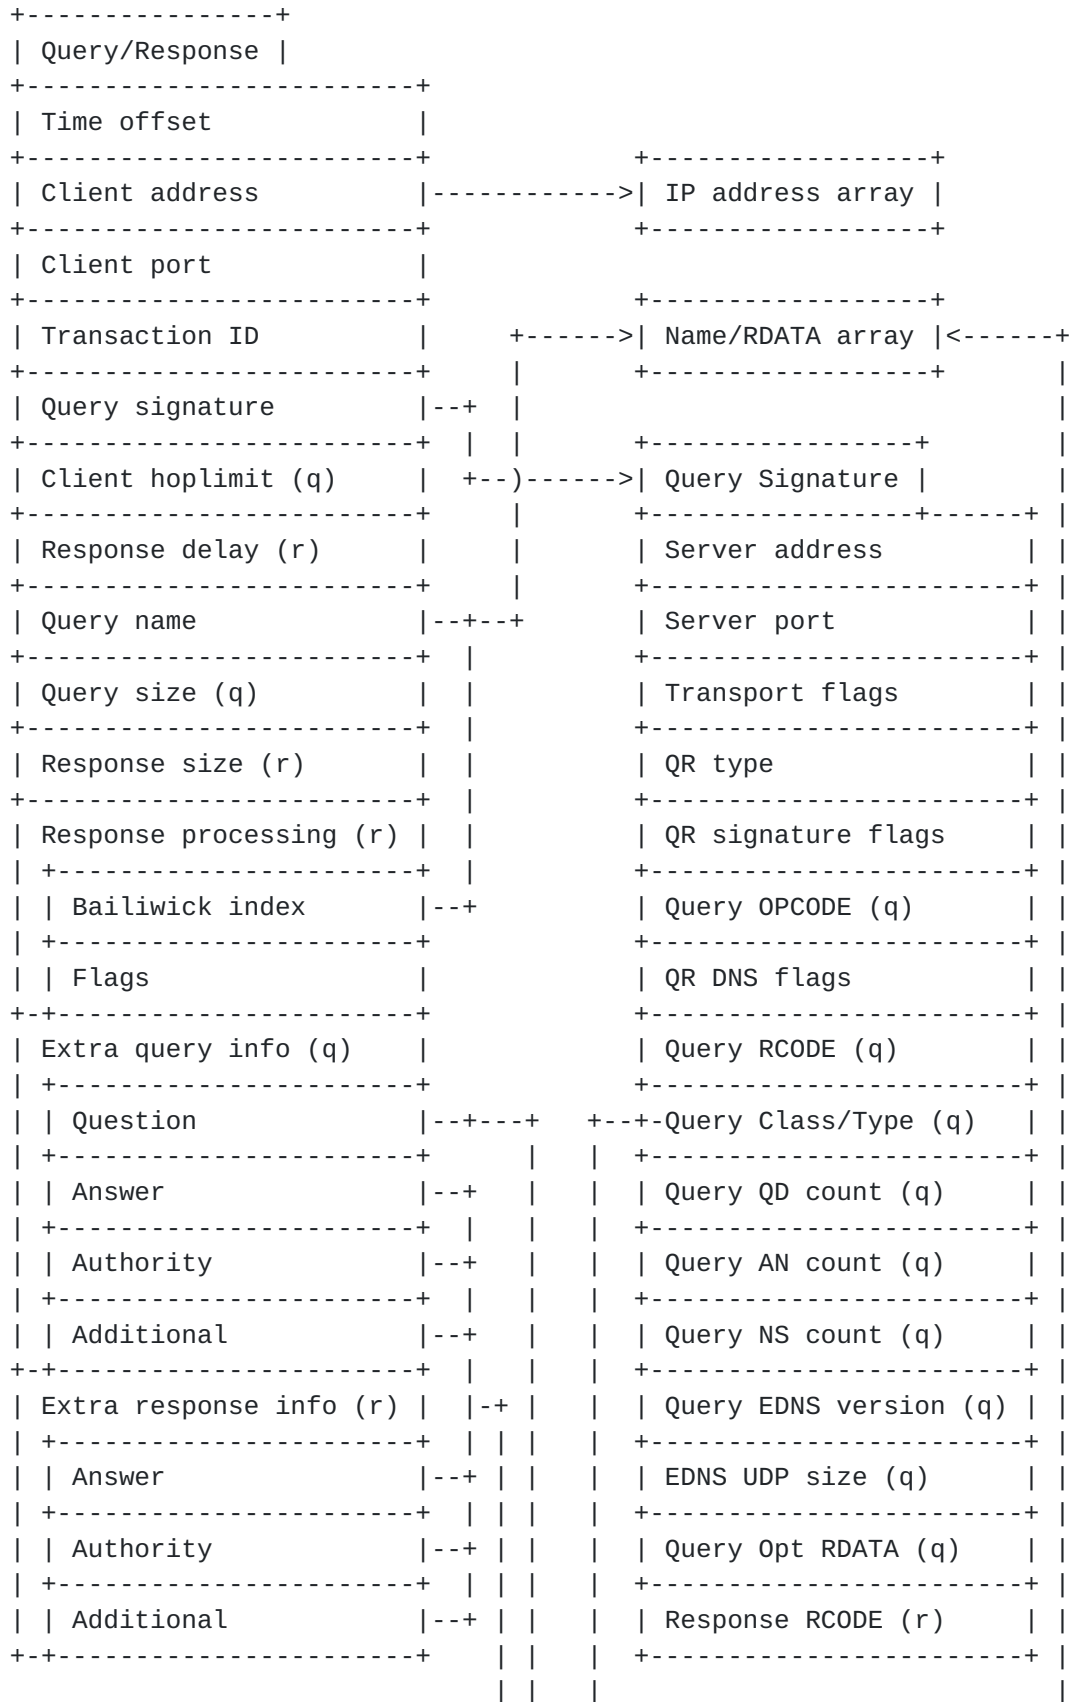 +----------------+
| Query/Response |
+-------------------------+
| Time offset             |
+-------------------------+             +------------------+
| Client address          |------------>| IP address array |
+-------------------------+             +------------------+
| Client port             |
+-------------------------+             +------------------+
| Transaction ID          |     +------>| Name/RDATA array |<------+
+-------------------------+     |       +------------------+       |
| Query signature         |--+  |                                  |
+-------------------------+  |  |       +-----------------+        |
| Client hoplimit (q)     |  +--)------>| Query Signature |        |
+-------------------------+     |       +-----------------+------+ |
| Response delay (r)      |     |       | Server address         | |
+-------------------------+     |       +------------------------+ |
| Query name              |--+--+       | Server port            | |
+-------------------------+  |          +------------------------+ |
| Query size (q)          |  |          | Transport flags        | |
+-------------------------+  |          +------------------------+ |
| Response size (r)       |  |          | QR type                | |
+-------------------------+  |          +------------------------+ |
| Response processing (r) |  |          | QR signature flags     | |
| +-----------------------+  |          +------------------------+ |
| | Bailiwick index       |--+          | Query OPCODE (q)       | |
| +-----------------------+             +------------------------+ |
| | Flags                 |             | QR DNS flags           | |
+-+-----------------------+             +------------------------+ |
| Extra query info (q)    |             | Query RCODE (q)        | |
| +-----------------------+             +------------------------+ |
| | Question              |--+---+   +--+-Query Class/Type (q)   | |
| +-----------------------+      |   |  +------------------------+ |
| | Answer                |--+   |   |  | Query QD count (q)     | |
| +-----------------------+  |   |   |  +------------------------+ |
| | Authority             |--+   |   |  | Query AN count (q)     | |
| +-----------------------+  |   |   |  +------------------------+ |
| | Additional            |--+   |   |  | Query NS count (q)     | |
+-+-----------------------+  |   |   |  +------------------------+ |
| Extra response info (r) |  |-+ |   |  | Query EDNS version (q) | |
| +-----------------------+  | | |   |  +------------------------+ |
| | Answer                |--+ | |   |  | EDNS UDP size (q)      | |
| +-----------------------+  | | |   |  +------------------------+ |
| | Authority             |--+ | |   |  | Query Opt RDATA (q)    | |
| +-----------------------+  | | |   |  +------------------------+ |
| | Additional            |--+ | |   |  | Response RCODE (r)     | |
+-+-----------------------+    | |   |  +------------------------+ |
                               | |   |                             |